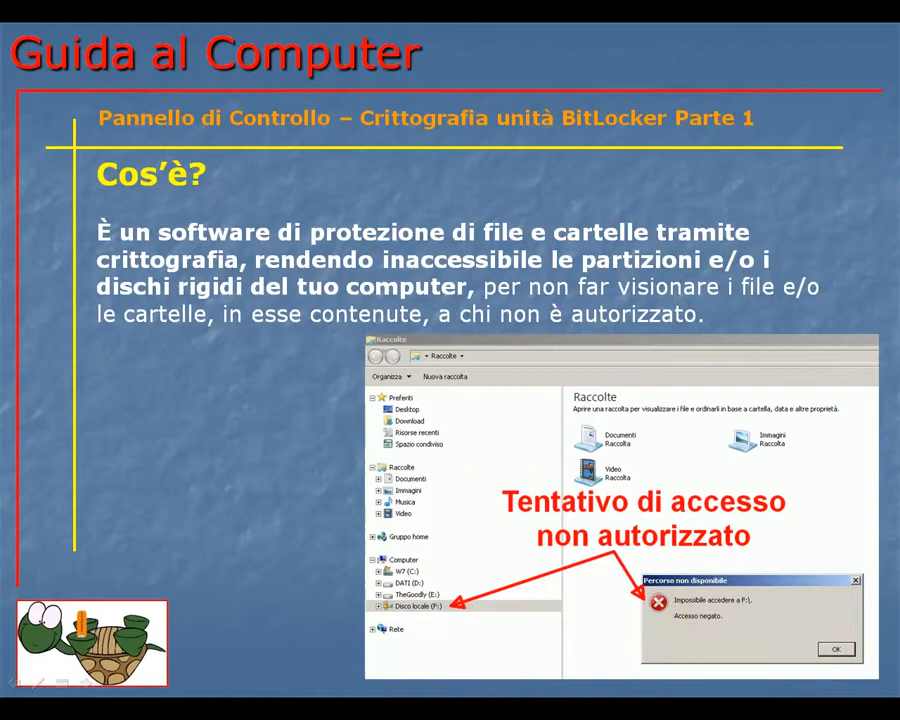 Guida al Computer
Pannello di Controllo – Crittografia unità BitLocker Parte 1
Cos’è?
È un software di protezione di file e cartelle tramite
crittografia, rendendo inaccessibile le partizioni e/o i
dischi rigidi del tuo computer, per non far visionare i file e/o
le cartelle, in esse contenute, a chi non è autorizzato.
Raccolte
Raccolte
Organizza
Nuova raccolta
Preferiti
Desktop
Download
Risorse recenti
Spazio condiviso
Raccolte
Documenti
Immagini
Musica
Video
Gruppo home
Computer
W7 (C:)
DATI (D:)
TheGoodly (E:)
Disco locale (F:)
Rete
Raccolte
Aprire una raccolta per visualizzare i file e ordinarli in base a cartella, data e altre proprietà.
Documenti
Raccolta
Immagini
Raccolta
Video
Raccolta
Tentativo di accesso
non autorizzato
Percorso non disponibile
Impossibile accedere a F:\.
Accesso negato.
OK